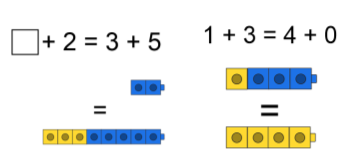 □ + 2 = 3 + 5
1 + 3 = 4 + 0
=
=